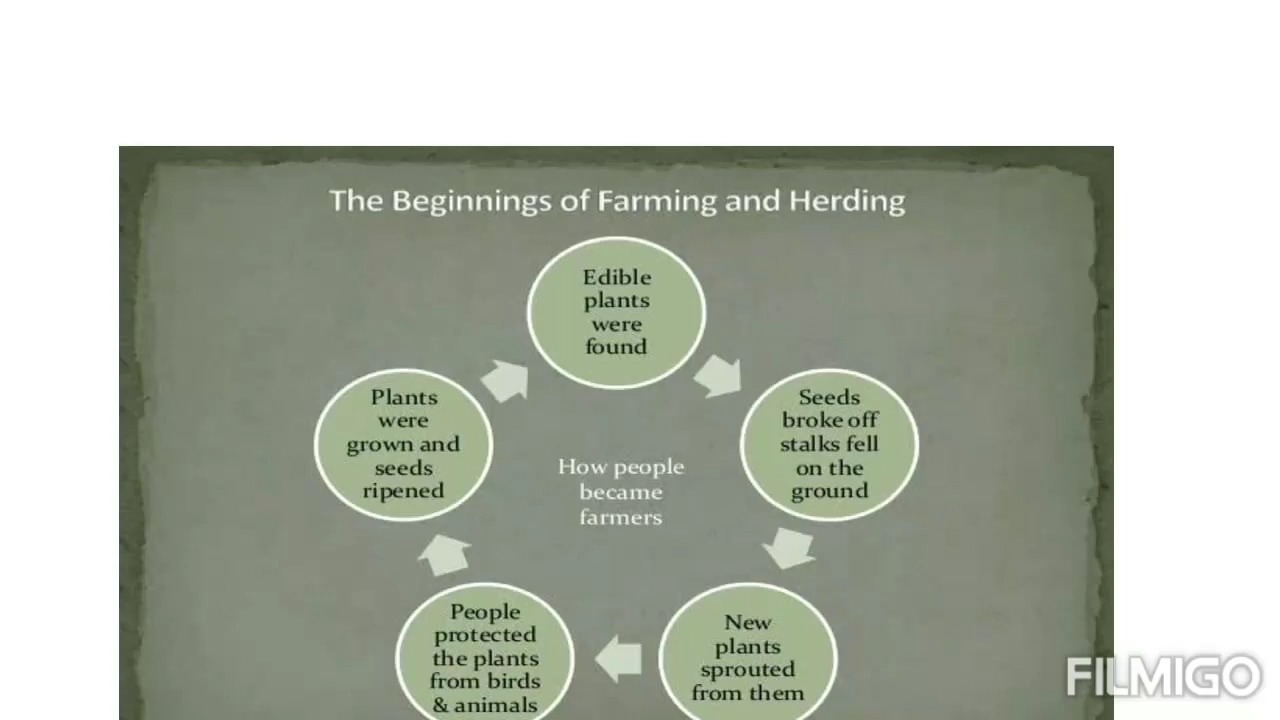 The Beginnings of Farming and Herding
Edible
plants
were
found
Seeds
broke off
stalks fell
on the
ground
New
plants
sprouted
from them
People
protected
the plants
from birds
& animals
Plants
were
grown and
seeds
ripened
How people
became
farmers
FILMIGO